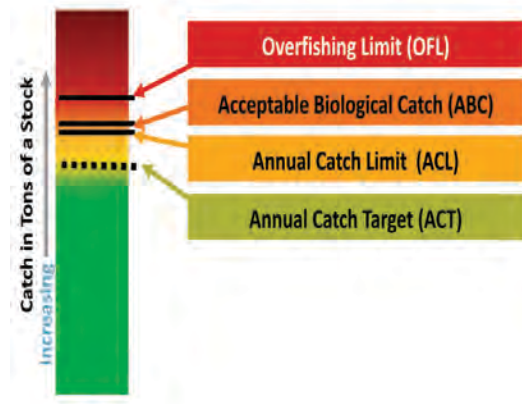 Overfishing Limit (OFL)
Acceptable Biological Catch (ABC)
Annual Catch Limit (ACL)
Annual Catch Target (ACT)
Catch in Tons of a Stock
Increasing